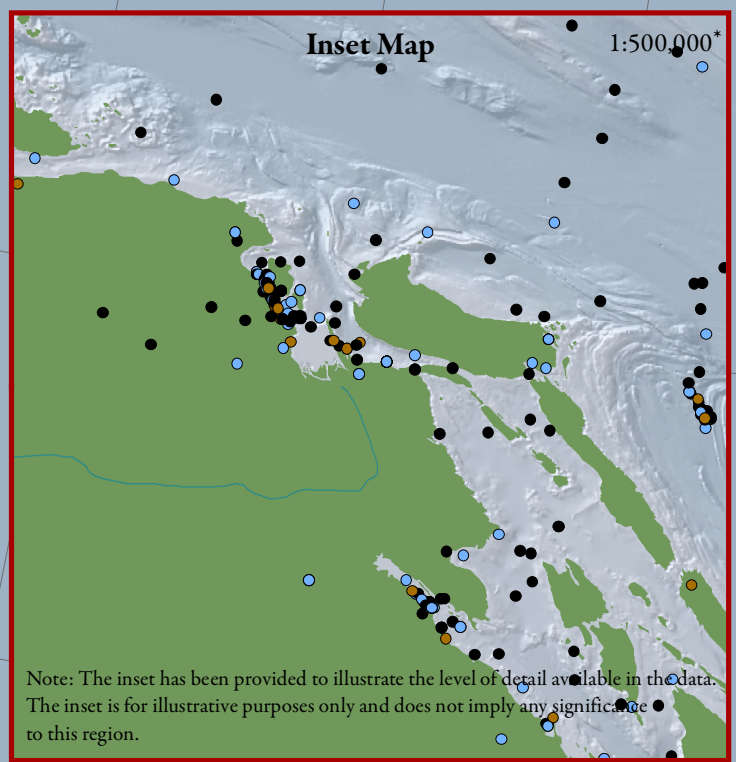 Inset Map
1:500,000*
Note: The inset has been provided to illustrate the level of detail available in the data.
The inset is for illustrative purposes only and does not imply any significance
to this region.